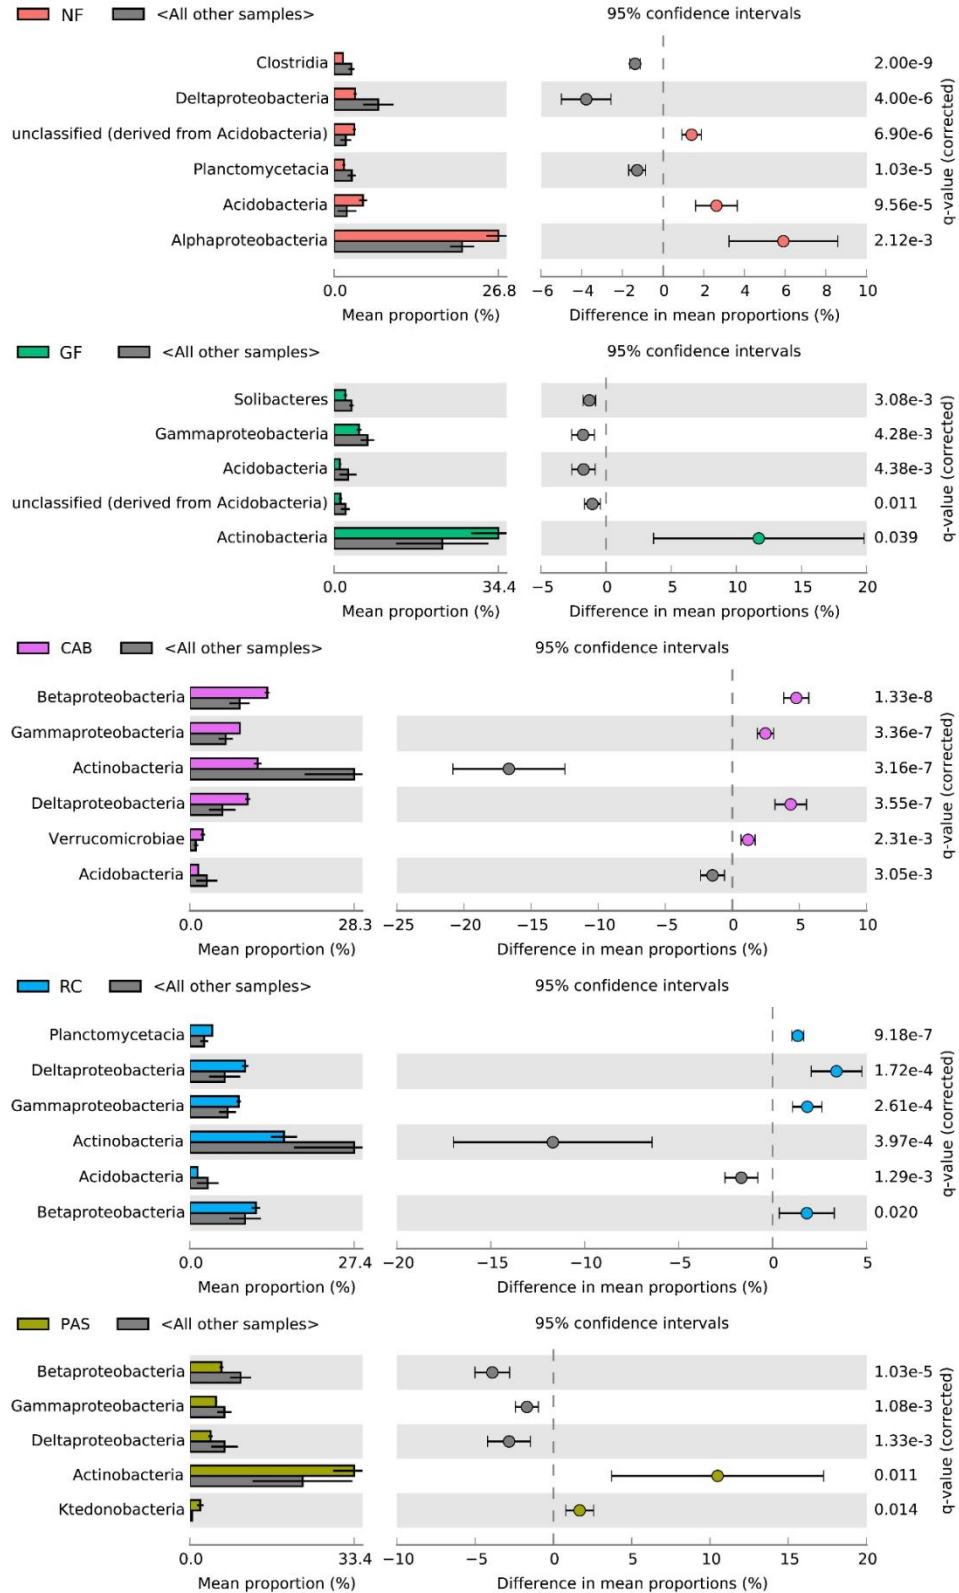 NF <All other samples> 95% confidence intervals
Clostridia 2.00e-9
Deltaproteobacteria 4.00e-6
unclassified (derived from Acidobacteria) 6.90e-6
Planctomycetacia 1.03e-5
Acidobacteria 9.56e-5
Alphaproteobacteria 2.12e-3
q-value (corrected)
0.0 26.8 −6 −4 −2 0 2 4 6 8 10
Mean proportion (%) Difference in mean proportions (%)
GF <All other samples> 95% confidence intervals
Solibacteres 3.08e-3
Gammaproteobacteria 4.28e-3
Acidobacteria 4.38e-3
unclassified (derived from Acidobacteria) 0.011
Actinobacteria 0.039
q-value (corrected)
0.0 34.4 −5 0 5 10 15 20
Mean proportion (%) Difference in mean proportions (%)
CAB <All other samples> 95% confidence intervals
Betaproteobacteria 1.33e-8
Gammaproteobacteria 3.36e-7
Actinobacteria 3.16e-7
Deltaproteobacteria 3.55e-7
Verrucomicrobiae 2.31e-3
Acidobacteria 3.05e-3
q-value (corrected)
0.0 28.3 −25 −20 −15 −10 −5 0 5 10
Mean proportion (%) Difference in mean proportions (%)
RC <All other samples> 95% confidence intervals
Planctomycetacia 9.18e-7
Deltaproteobacteria 1.72e-4
Gammaproteobacteria 2.61e-4
Actinobacteria 3.97e-4
Acidobacteria 1.29e-3
Betaproteobacteria 0.020
q-value (corrected)
0.0 27.4 −20 −15 −10 −5 0 5
Mean proportion (%) Difference in mean proportions (%)
PAS <All other samples> 95% confidence intervals
Betaproteobacteria 1.03e-5
Gammaproteobacteria 1.08e-3
Deltaproteobacteria 1.33e-3
Actinobacteria 0.011
Ktedonobacteria 0.014
q-value (corrected)
0.0 33.4 −10 −5 0 5 10 15 20
Mean proportion (%) Difference in mean proportions (%)